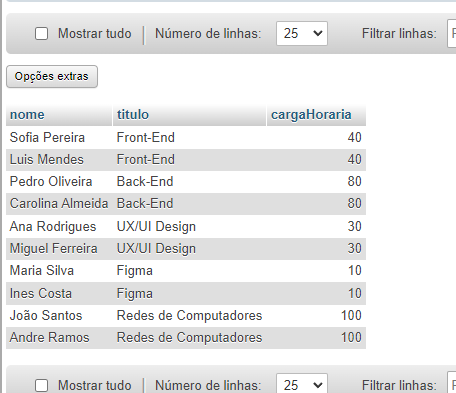 Mostrar tudo Número de linhas: 25 Filtrar linhas:
Opções extras
nome titulo cargaHoraria
Sofia Pereira Front-End 40
Luis Mendes Front-End 40
Pedro Oliveira Back-End 80
Carolina Almeida Back-End 80
Ana Rodrigues UX/UI Design 30
Miguel Ferreira UX/UI Design 30
Maria Silva Figma 10
Ines Costa Figma 10
João Santos Redes de Computadores 100
Andre Ramos Redes de Computadores 100
Mostrar tudo Número de linhas: 25 Filtrar linhas: